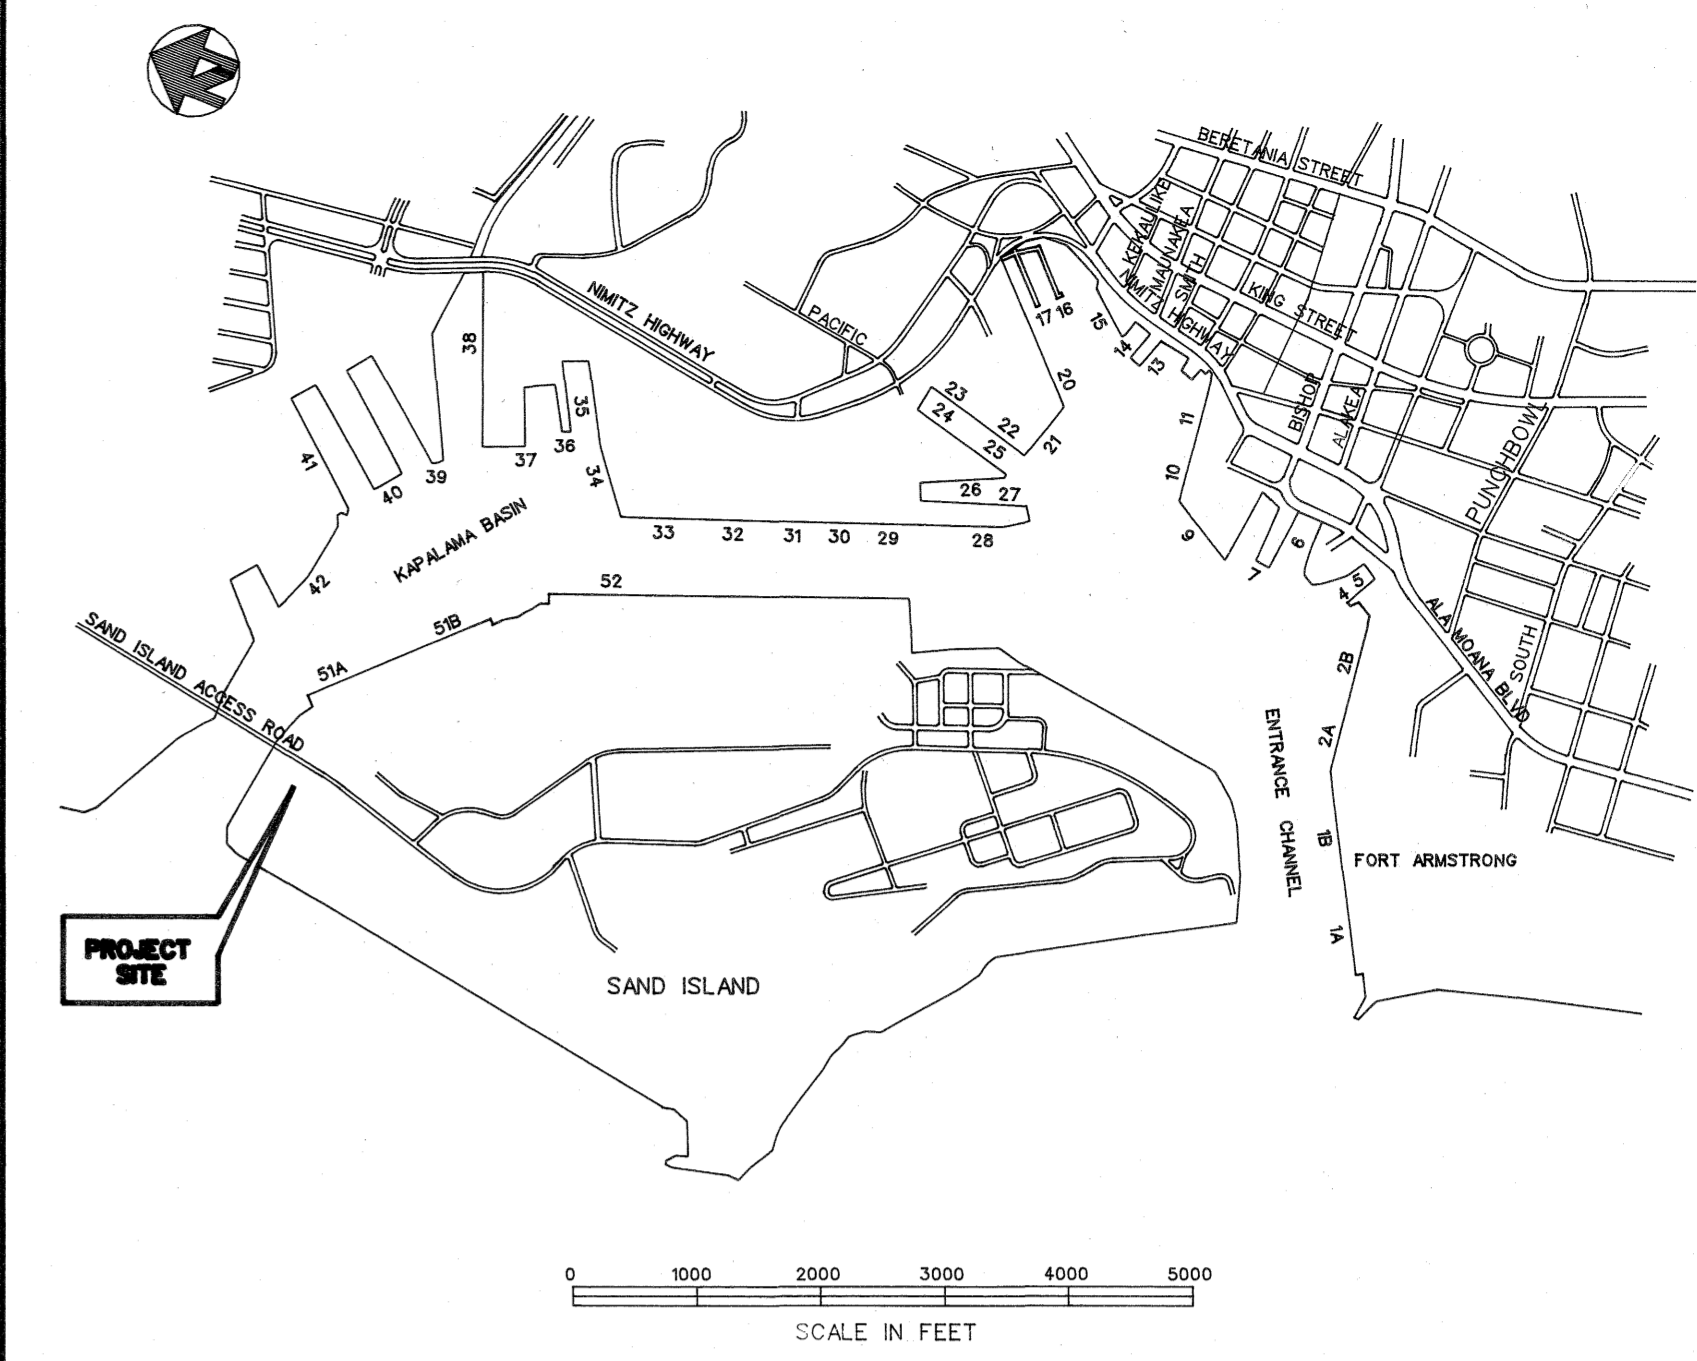 BERETANIA STREET
KEKAULIKE
MAUNAKEA
SMITH
NIMITZ HIGHWAY
KING STREET
NIMITZ HIGHWAY
PACIFIC
BISHOP
ALAKEA
PUNCHBOWL
SOUTH
ALA MOANA BLVD
38
35
36
37
34
39
40
41
42
KAPALAMA BASIN
33
32
31
30
29
28
27
26
25
24
23
22
21
20
17
16
15
14
13
11
10
9
7
6
5
4
2B
2A
1B
1A
52
51B
51A
SAND ISLAND ACCESS ROAD
ENTRANCE CHANNEL
FORT ARMSTRONG
PROJECT
SITE
SAND ISLAND
0 1000 2000 3000 4000 5000
SCALE IN FEET